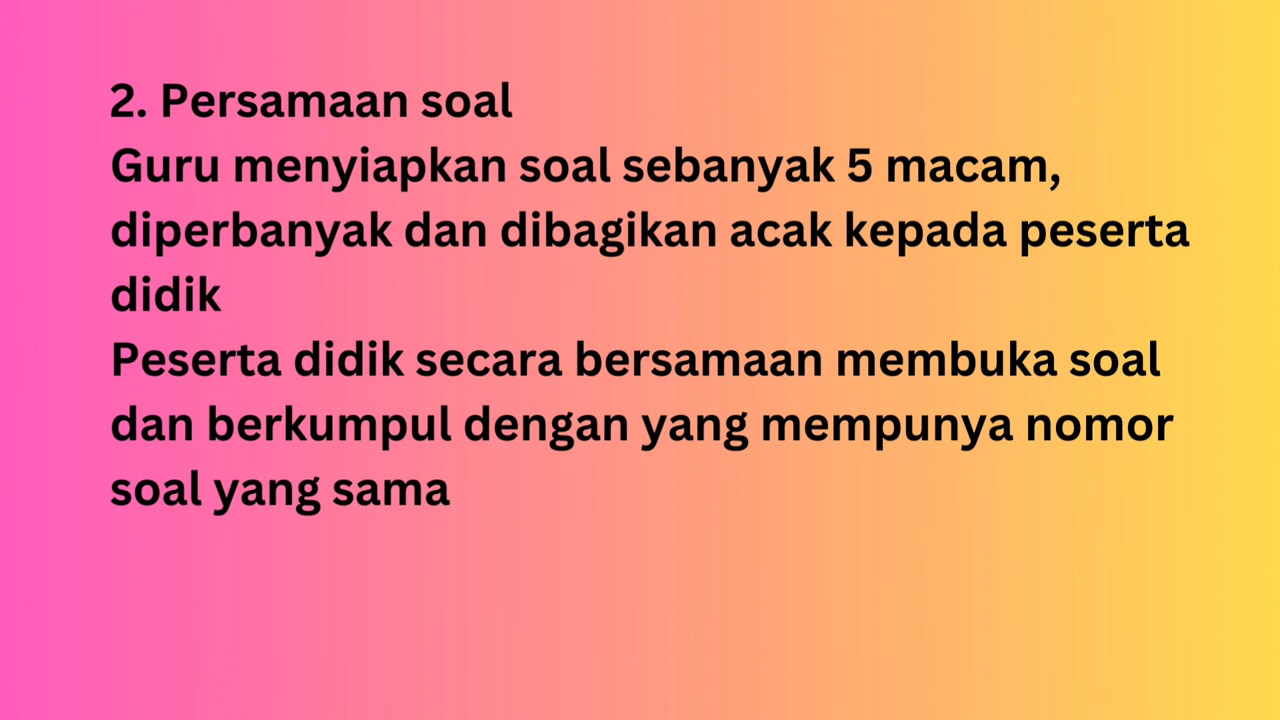 2. Persamaan soal
Guru menyiapkan soal sebanyak 5 macam,
diperbanyak dan dibagikan acak kepada peserta
didik
Peserta didik secara bersamaan membuka soal
dan berkumpul dengan yang mempunya nomor
soal yang sama